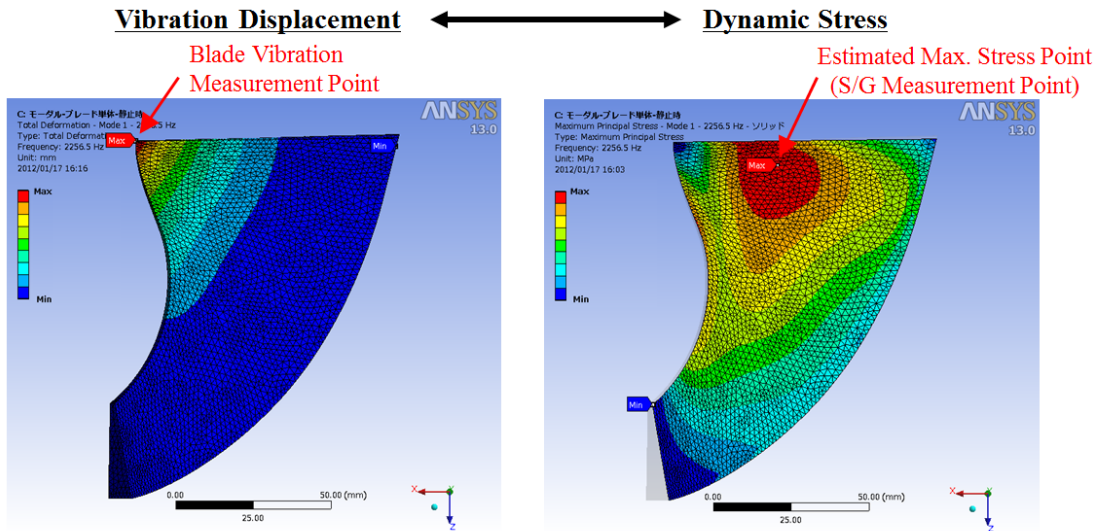 Vibration Displacement
Dynamic Stress
Blade Vibration
Measurement Point
Estimated Max. Stress Point
(S/G Measurement Point)
C: モーダル・ブレード単体・静止時
Total Deformation - Mode 1 -
Type: Total Deformation
Frequency: 2256.5 Hz
Unit: mm
2012/01/17 16:16
ANSYS
13.0
Max
Min
Max
Min
0.00
50.00 (mm)
25.00
X
Y
Z
C: モーダル・ブレード単体・静止時
Maximum Principal Stress - Mode 1 - 2256.5 Hz - ソリッド
Type: Maximum Principal Stress
Frequency: 2256.5 Hz
Unit: MPa
2012/01/17 16:03
ANSYS
13.0
Max
Max
Min
Min
0.00
50.00 (mm)
25.00
X
Y
Z